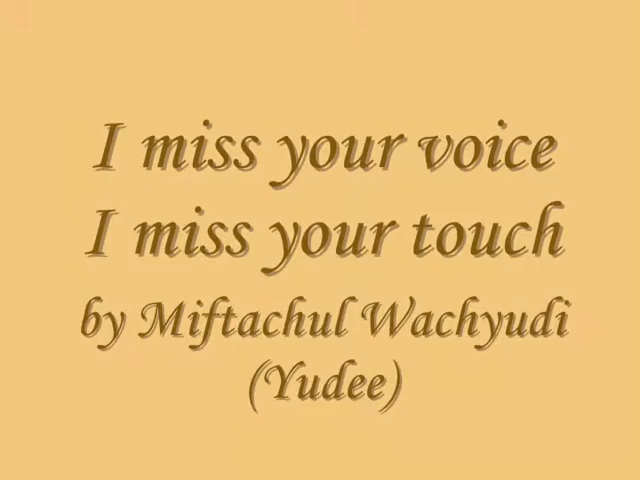 I miss your voice
I miss your touch
by Miftachul Wachyudi
(Yudee)